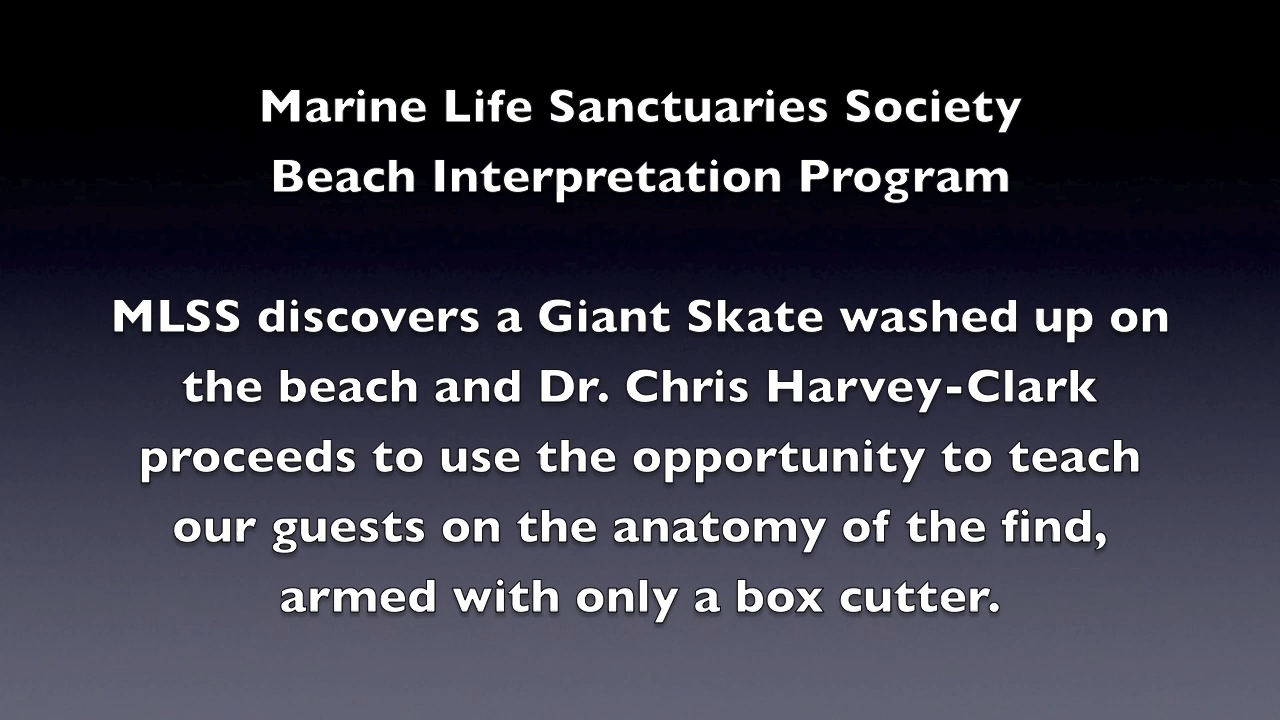 Marine Life Sanctuaries Society
Beach Interpretation Program
MLSS discovers a Giant Skate washed up on
the beach and Dr. Chris Harvey-Clark
proceeds to use the opportunity to teach
our guests on the anatomy of the find,
armed with only a box cutter.